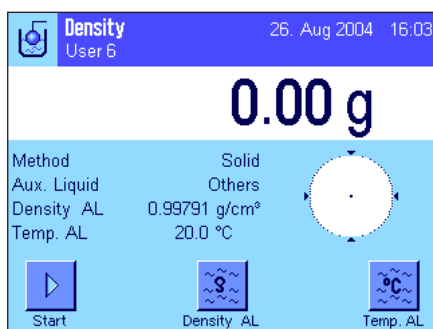 Density 26. Aug 2004 16:03
User 6
0.00 g
Method Solid
Aux. Liquid Others
Density AL 0.99791 g/cm³
Temp. AL 20.0 °C
°C
Start Density AL Temp. AL